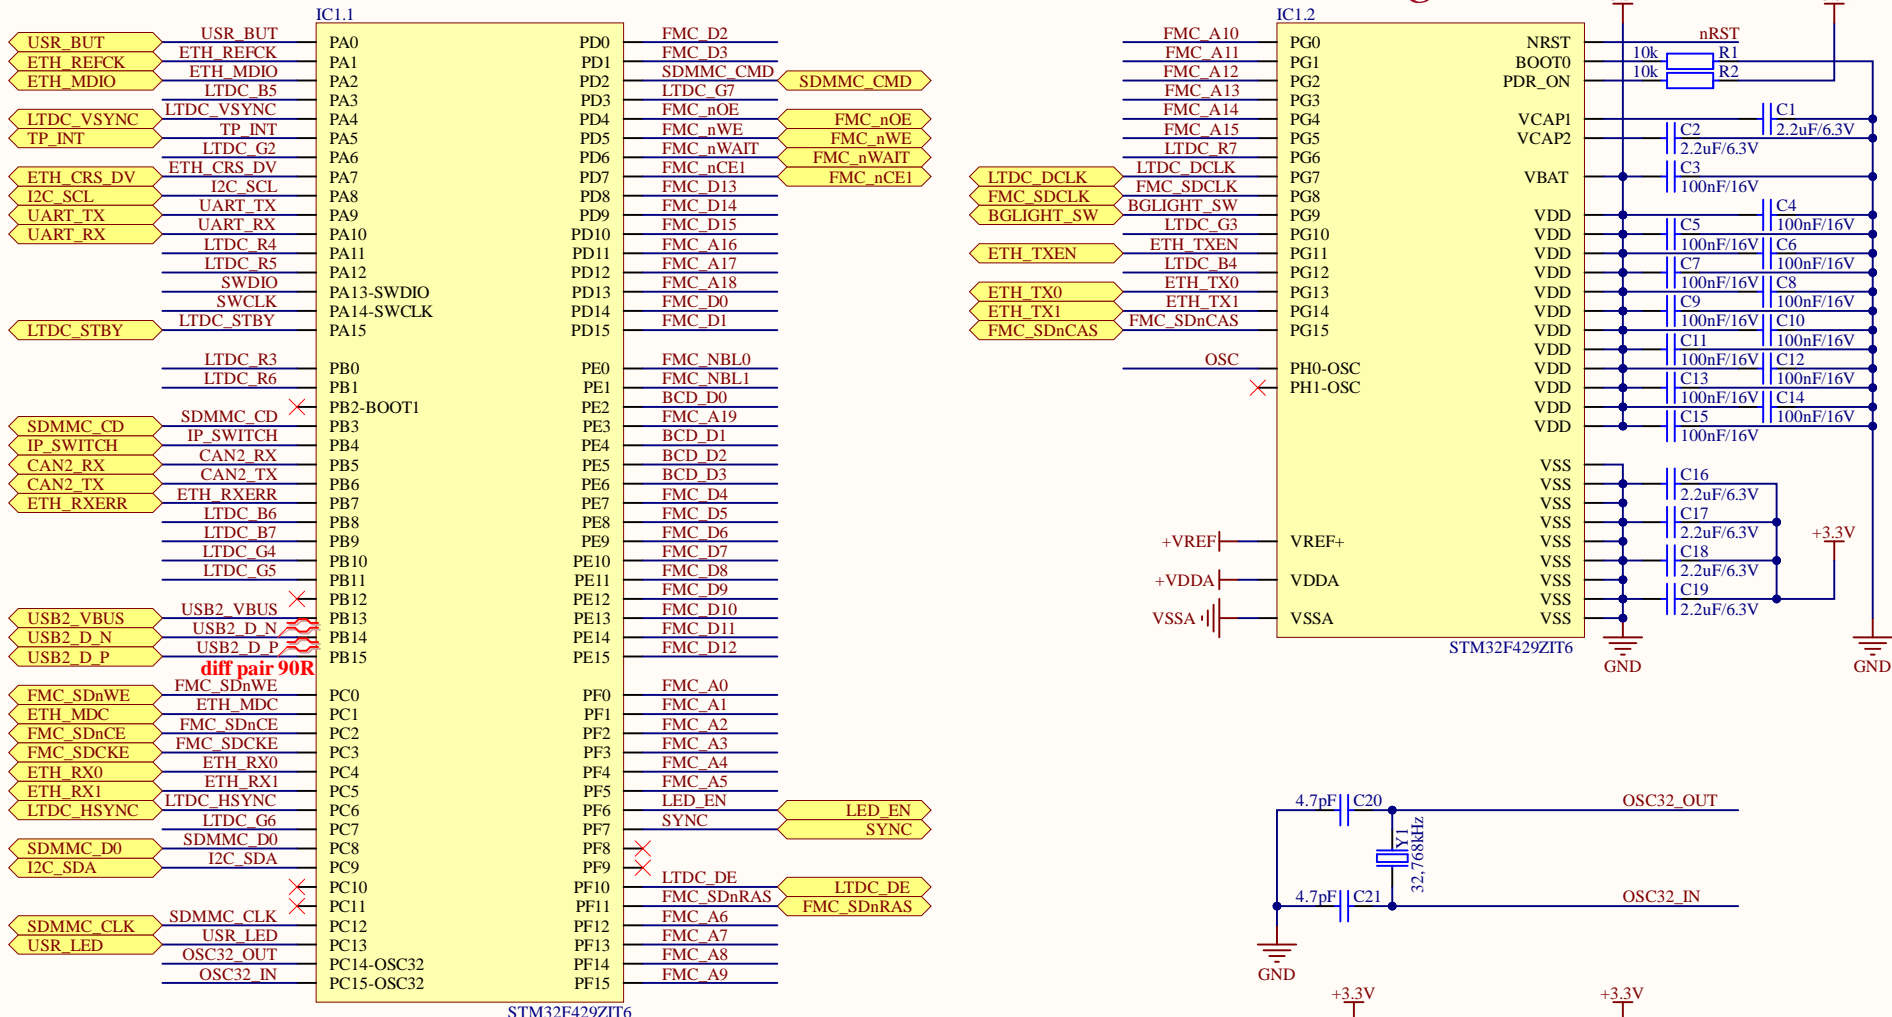 IC1.1
USR_BUT USR_BUT PA0 PD0 FMC_D2
ETH_REFCK ETH_REFCK PA1 PD1 FMC_D3
ETH_MDIO ETH_MDIO PA2 PD2 SDMMC_CMD SDMMC_CMD
LTDC_B5 PA3 PD3 LTDC_G7
LTDC_VSYNC LTDC_VSYNC PA4 PD4 FMC_nOE FMC_nOE
TP_INT TP_INT PA5 PD5 FMC_nWE FMC_nWE
LTDC_G2 PA6 PD6 FMC_nWAIT FMC_nWAIT
ETH_CRS_DV ETH_CRS_DV PA7 PD7 FMC_nCE1 FMC_nCE1
I2C_SCL I2C_SCL PA8 PD8 FMC_D13
UART_TX UART_TX PA9 PD9 FMC_D14
UART_RX UART_RX PA10 PD10 FMC_D15
LTDC_R4 PA11 PD11 FMC_A16
LTDC_R5 PA12 PD12 FMC_A17
SWDIO PA13-SWDIO PD13 FMC_A18
SWCLK PA14-SWCLK PD14 FMC_D0
LTDC_STBY LTDC_STBY PA15 PD15 FMC_D1
LTDC_R3 PB0 PE0 FMC_NBL0
LTDC_R6 PB1 PE1 FMC_NBL1
PB2-BOOT1 PE2 BCD_D0
SDMMC_CD SDMMC_CD PB3 PE3 FMC_A19
IP_SWITCH IP_SWITCH PB4 PE4 BCD_D1
CAN2_RX CAN2_RX PB5 PE5 BCD_D2
CAN2_TX CAN2_TX PB6 PE6 BCD_D3
ETH_RXERR ETH_RXERR PB7 PE7 FMC_D4
LTDC_B6 PB8 PE8 FMC_D5
LTDC_B7 PB9 PE9 FMC_D6
LTDC_G4 PB10 PE10 FMC_D7
LTDC_G5 PB11 PE11 FMC_D8
PB12 PE12 FMC_D9
USB2_VBUS USB2_VBUS PB13 PE13 FMC_D10
USB2_D_N USB2_D_N PB14 PE14 FMC_D11
USB2_D_P USB2_D_P PB15 PE15 FMC_D12
diff pair 90R
FMC_SDnWE FMC_SDnWE PC0 PF0 FMC_A0
ETH_MDC ETH_MDC PC1 PF1 FMC_A1
FMC_SDnCE FMC_SDnCE PC2 PF2 FMC_A2
FMC_SDCKE FMC_SDCKE PC3 PF3 FMC_A3
ETH_RX0 ETH_RX0 PC4 PF4 FMC_A4
ETH_RX1 ETH_RX1 PC5 PF5 FMC_A5
LTDC_HSYNC LTDC_HSYNC PC6 PF6 LED_EN LED_EN
LTDC_G6 PC7 PF7 SYNC SYNC
SDMMC_D0 SDMMC_D0 PC8 PF8
I2C_SDA I2C_SDA PC9 PF9
PC10 PF10 LTDC_DE LTDC_DE
PC11 PF11 FMC_SDnRAS FMC_SDnRAS
SDMMC_CLK SDMMC_CLK PC12 PF12 FMC_A6
USR_LED USR_LED PC13 PF13 FMC_A7
OSC32_OUT PC14-OSC32 PF14 FMC_A8
OSC32_IN PC15-OSC32 PF15 FMC_A9
STM32F429ZIT6
IC1.2
FMC_A10 PG0 NRST nRST
FMC_A11 PG1 BOOT0 10k R1
FMC_A12 PG2 PDR_ON 10k R2
FMC_A13 PG3
FMC_A14 PG4 VCAP1 C1
2.2uF/6.3V
FMC_A15 PG5 VCAP2 C2
2.2uF/6.3V
LTDC_R7 PG6
LTDC_DCLK LTDC_DCLK PG7 VBAT C3
100nF/16V
FMC_SDCLK FMC_SDCLK PG8
BGLIGHT_SW BGLIGHT_SW PG9 VDD C4
100nF/16V
LTDC_G3 PG10 VDD C5
100nF/16V
ETH_TXEN ETH_TXEN PG11 VDD C6
100nF/16V
LTDC_B4 PG12 VDD C7
100nF/16V
ETH_TX0 ETH_TX0 PG13 VDD C8
100nF/16V
ETH_TX1 ETH_TX1 PG14 VDD C9
100nF/16V
FMC_SDnCAS FMC_SDnCAS PG15 VDD C10
100nF/16V
VDD C11
100nF/16V
OSC PH0-OSC VDD C12
100nF/16V
PH1-OSC VDD C13
100nF/16V
VDD C14
100nF/16V
VDD C15
100nF/16V
VSS
VSS C16
2.2uF/6.3V
VSS
VSS C17
2.2uF/6.3V
+VREF VREF+ VSS +3.3V
VSS C18
2.2uF/6.3V
+VDDA VDDA VSS
VSS C19
2.2uF/6.3V
VSSA VSSA VSS
STM32F429ZIT6
GND
GND
4.7pF C20 OSC32_OUT
Y1
32,768kHz
4.7pF C21 OSC32_IN
GND
+3.3V
+3.3V